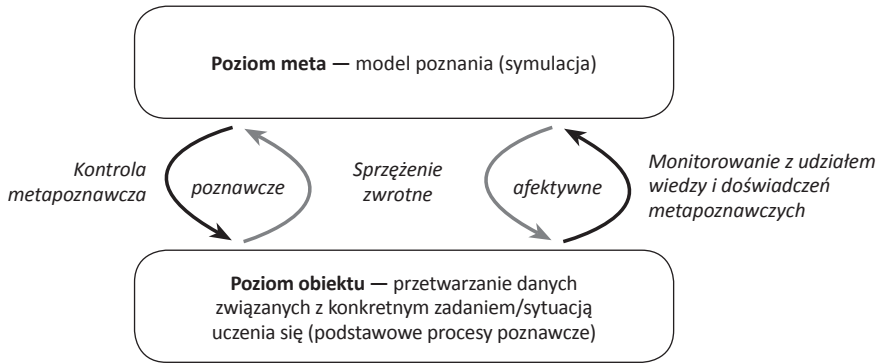 Poziom meta — model poznania (symulacja)
Kontrola
metapoznawcza
poznawcze
Sprzężenie
zwrotne
afektywne
Monitorowanie z udziałem
wiedzy i doświadczeń
metapoznawczych
Poziom obiektu — przetwarzanie danych
związanych z konkretnym zadaniem/sytuacją
uczenia się (podstawowe procesy poznawcze)